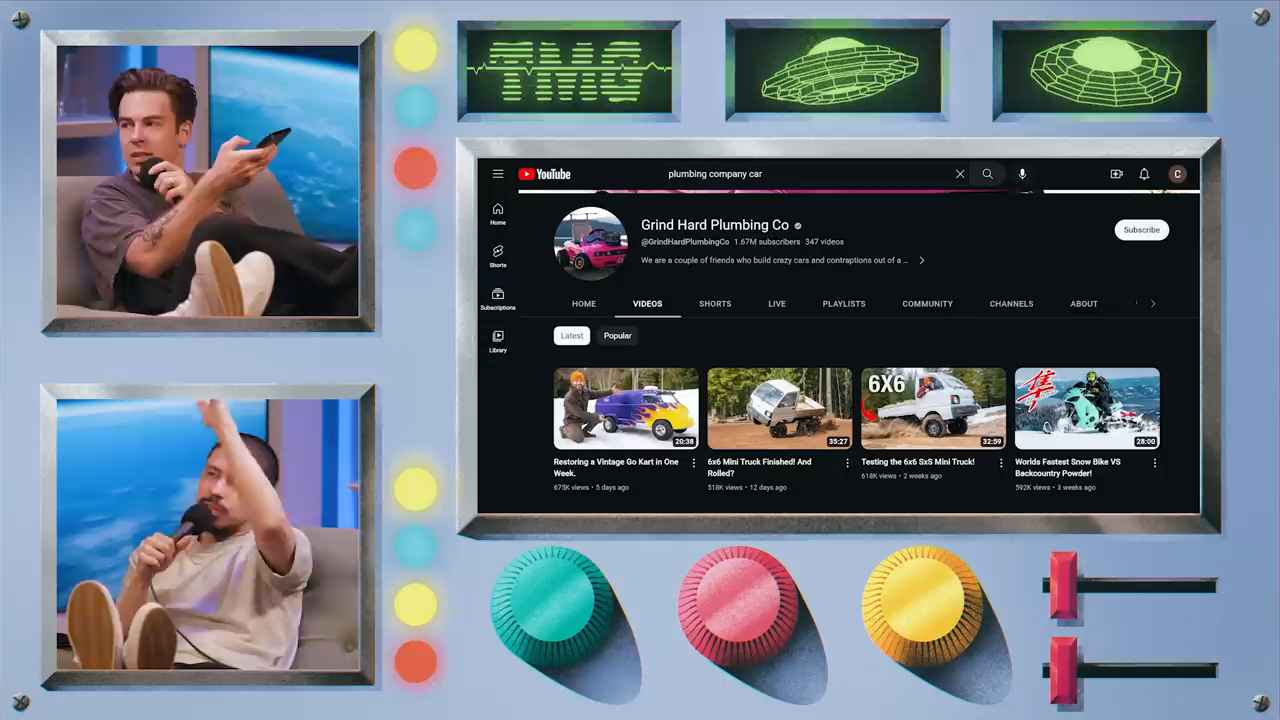 TMG
YouTube
plumbing company car
C
Home
Shorts
Subscriptions
Library
Grind Hard Plumbing Co
@GrindHardPlumbingCo 1.67M subscribers 347 videos
We are a couple of friends who build crazy cars and contraptions out of a ...
Subscribe
HOME VIDEOS SHORTS LIVE PLAYLISTS COMMUNITY CHANNELS ABOUT
Latest Popular
20:38
35:27
6X6
32:59
隼
28:00
Restoring a Vintage Go Kart in One
Week.
675K views • 5 days ago
6x6 Mini Truck Finished! And
Rolled?
518K views • 12 days ago
Testing the 6x6 SxS Mini Truck!
618K views • 2 weeks ago
Worlds Fastest Snow Bike VS
Backcountry Powder!
592K views • 3 weeks ago